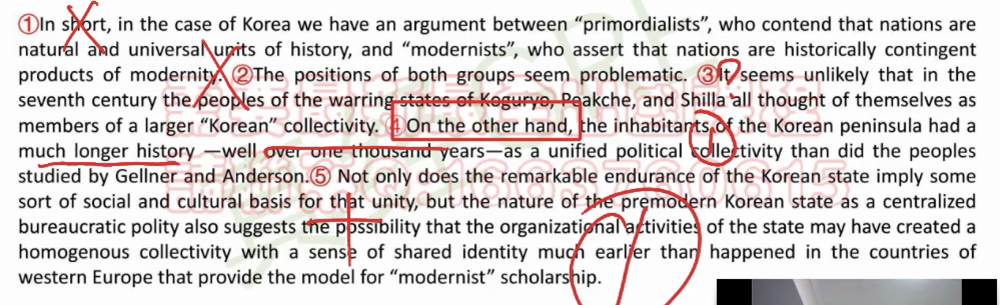 ①In short, in the case of Korea we have an argument between “primordialists”, who contend that nations are
natural and universal units of history, and “modernists”, who assert that nations are historically contingent
products of modernity. ②The positions of both groups seem problematic. ③It seems unlikely that in the
seventh century the peoples of the warring states of Koguryo, Peakche, and Shilla all thought of themselves as
members of a larger “Korean” collectivity. ④On the other hand, the inhabitants of the Korean peninsula had a
much longer history —well over one thousand years—as a unified political collectivity than did the peoples
studied by Gellner and Anderson.⑤ Not only does the remarkable endurance of the Korean state imply some
sort of social and cultural basis for that unity, but the nature of the premodern Korean state as a centralized
bureaucratic polity also suggests the possibility that the organizational activities of the state may have created a
homogenous collectivity with a sense of shared identity much earlier than happened in the countries of
western Europe that provide the model for “modernist” scholarship.